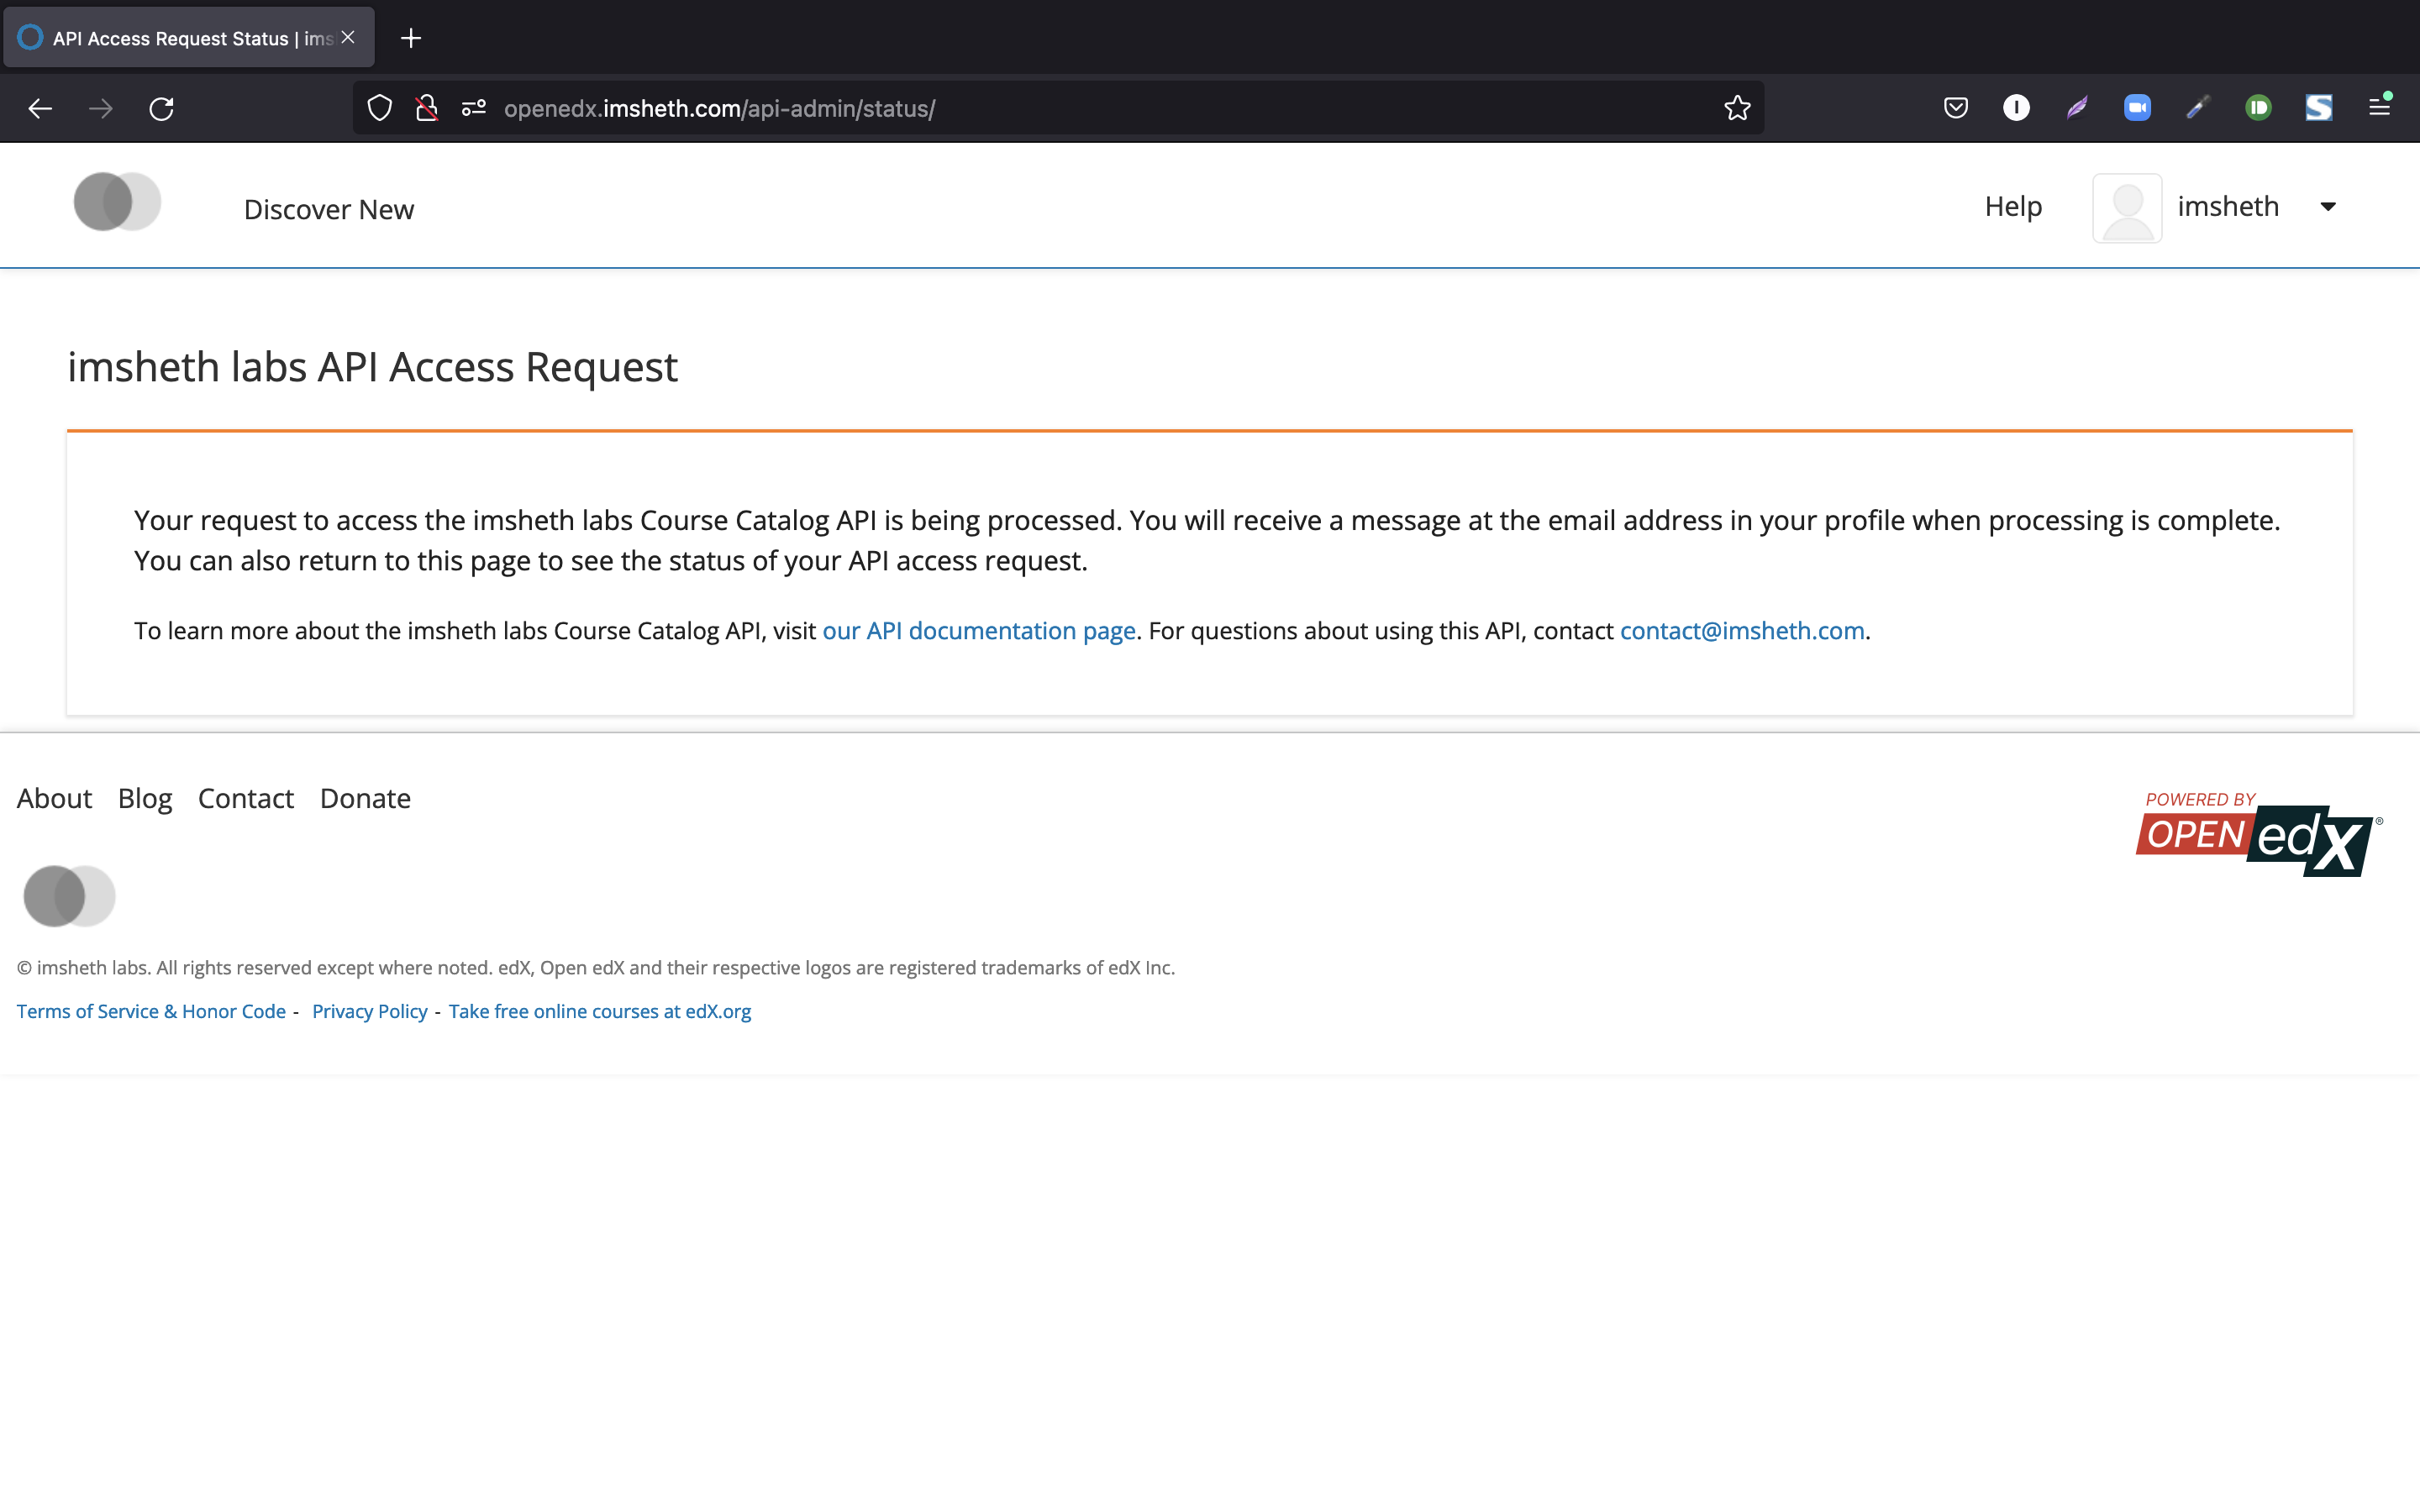 API Access Request Status | ims
openedx.imsheth.com/api-admin/status/
Discover New
Help
imsheth
imsheth labs API Access Request
Your request to access the imsheth labs Course Catalog API is being processed. You will receive a message at the email address in your profile when processing is complete.
You can also return to this page to see the status of your API access request.
To learn more about the imsheth labs Course Catalog API, visit our API documentation page. For questions about using this API, contact contact@imsheth.com.
About Blog Contact Donate
POWERED BY
OPEN edX ®
© imsheth labs. All rights reserved except where noted. edX, Open edX and their respective logos are registered trademarks of edX Inc.
Terms of Service & Honor Code - Privacy Policy - Take free online courses at edX.org